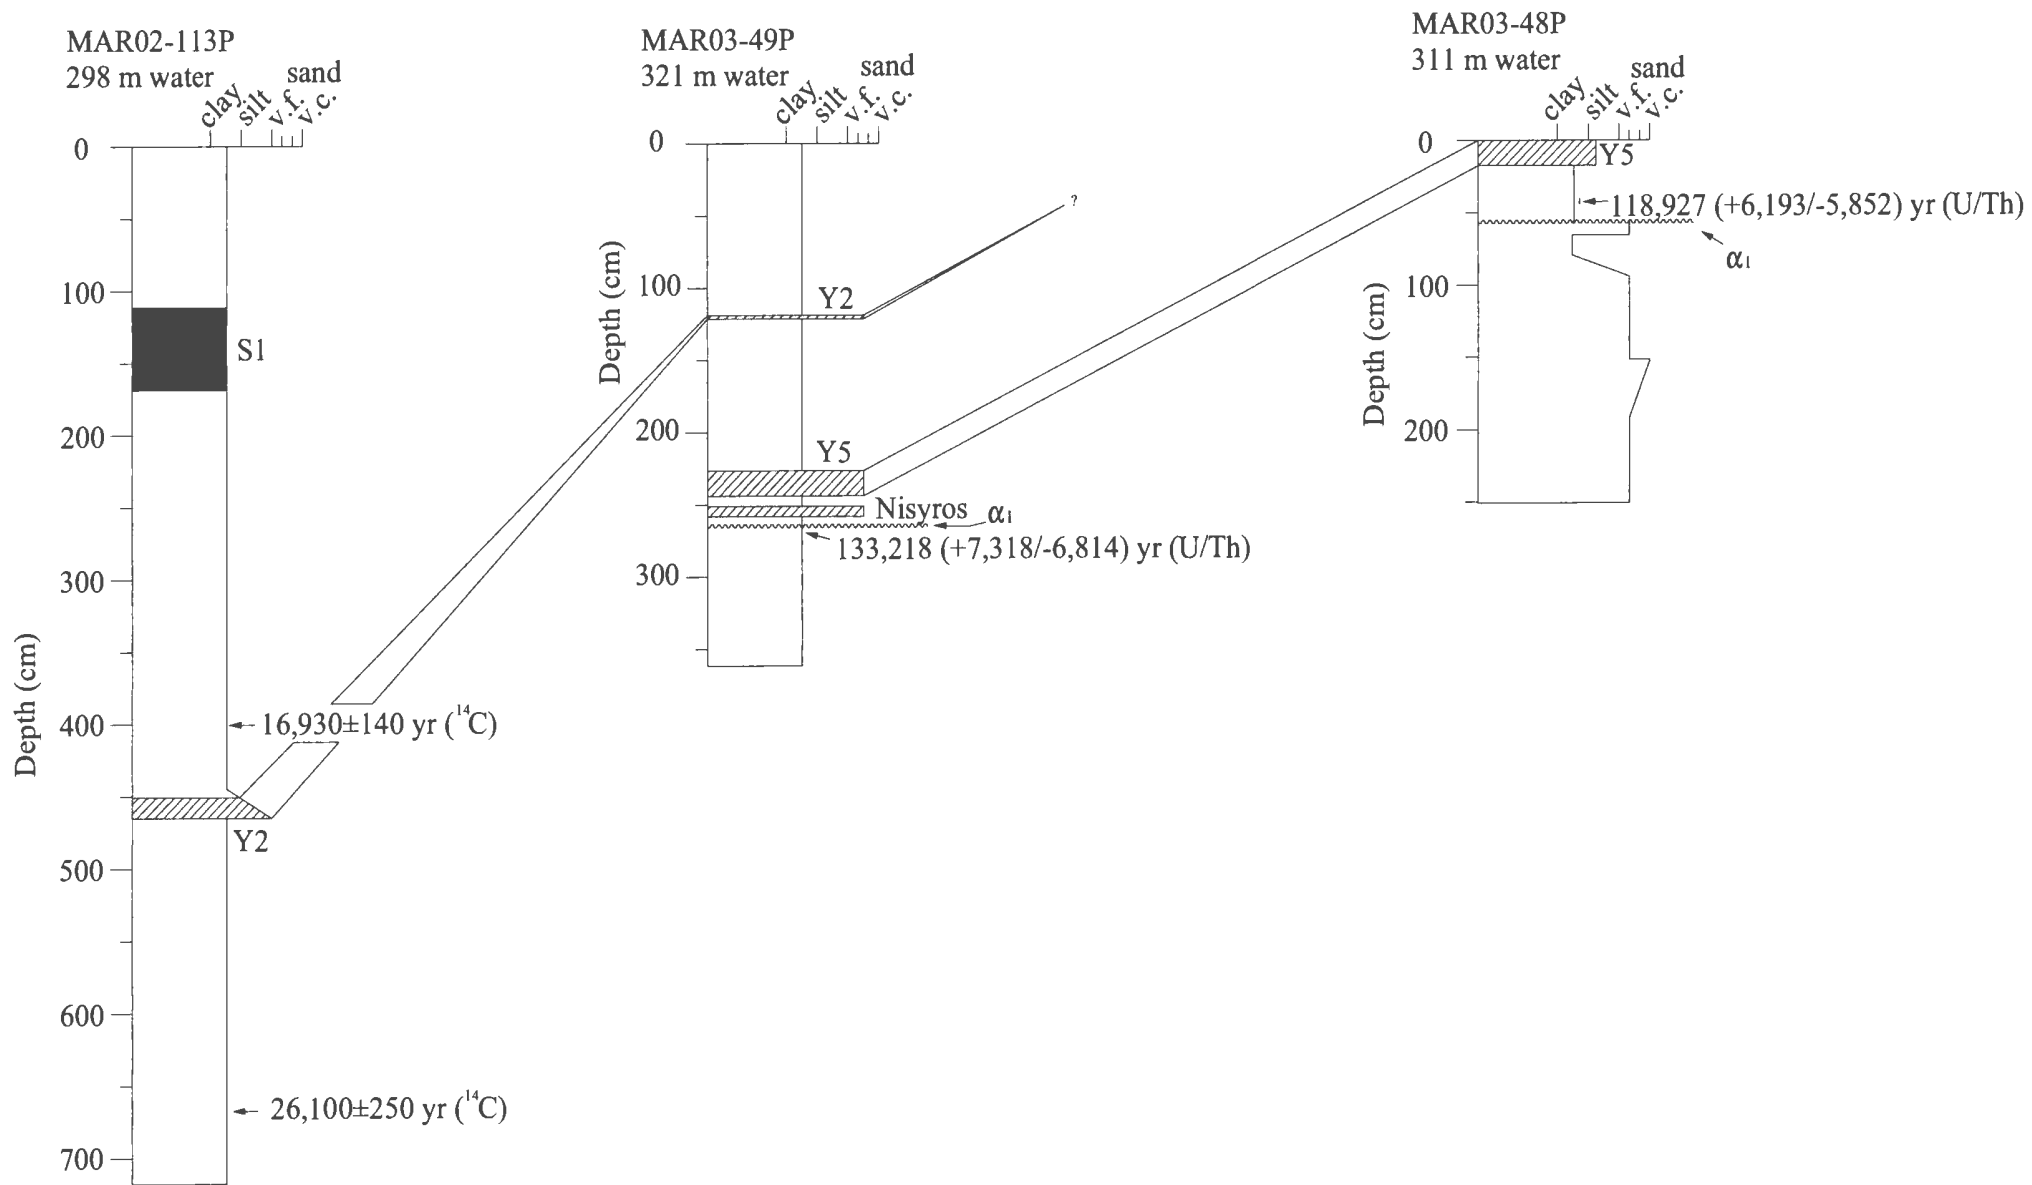 MAR02-113P
298 m water
clay
silt
v.f.
sand
v.c.
0
100
S1
200
300
Depth (cm)
400
16,930±140 yr (¹⁴C)
Y2
500
600
26,100±250 yr (¹⁴C)
700
MAR03-49P
321 m water
clay
silt
v.f.
sand
v.c.
0
Depth (cm)
100
Y2
?
200
Y5
Nisyros
α₁
133,218 (+7,318/-6,814) yr (U/Th)
300
MAR03-48P
311 m water
clay
silt
v.f.
sand
v.c.
0
Y5
118,927 (+6,193/-5,852) yr (U/Th)
α₁
Depth (cm)
100
200